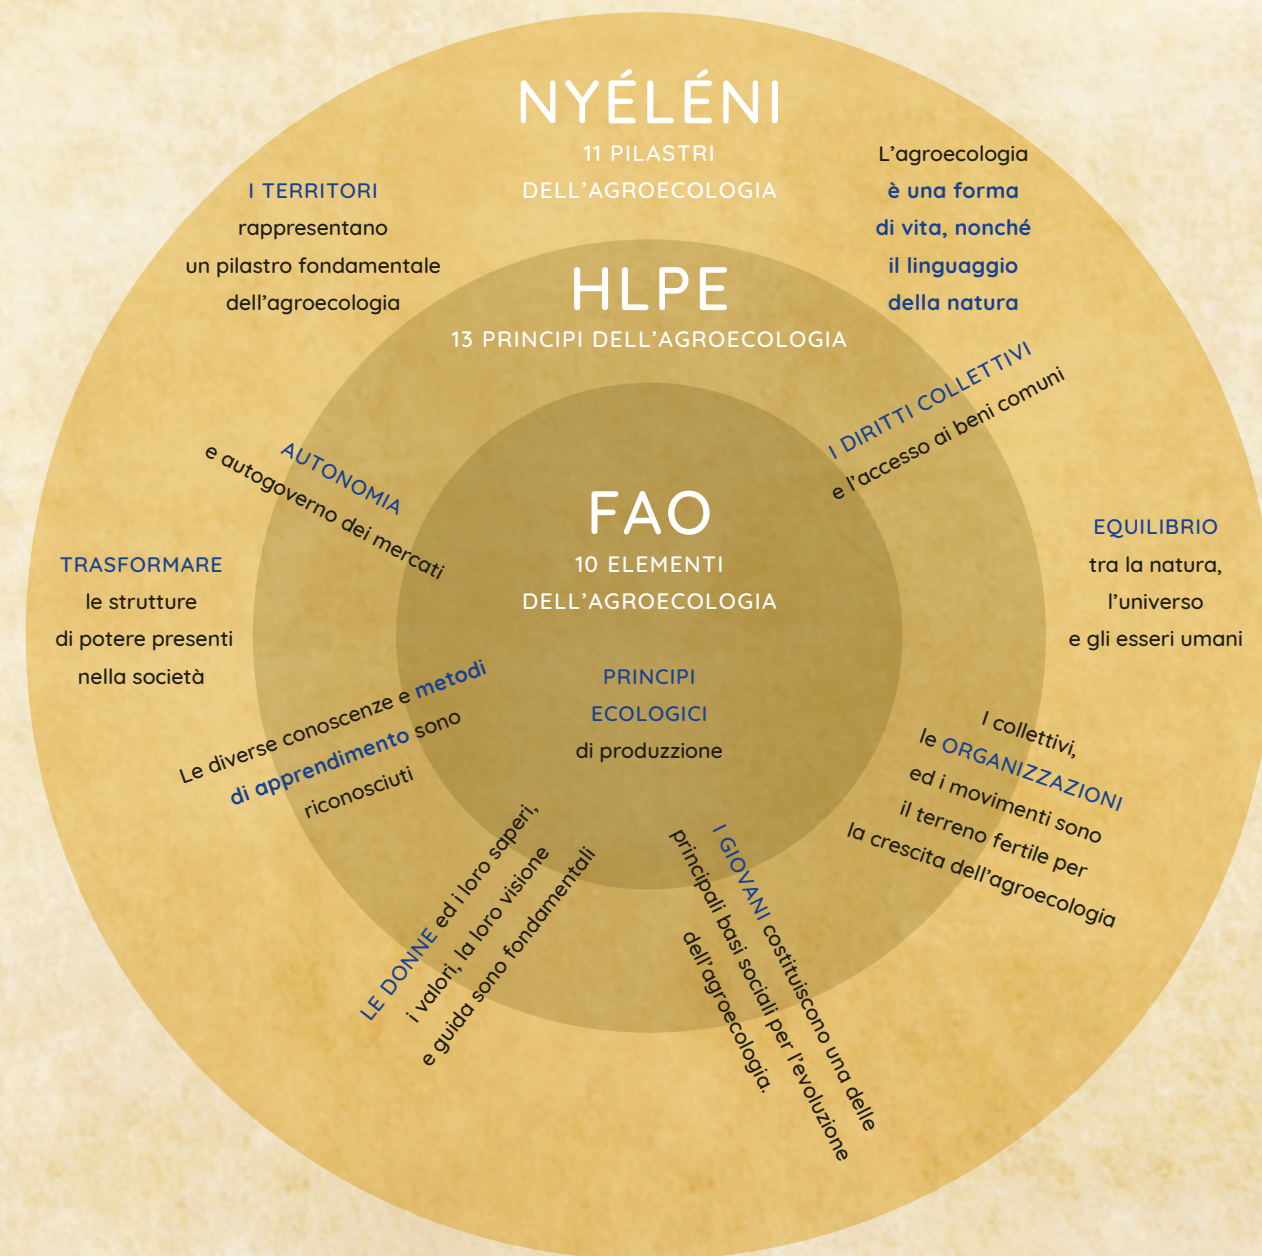 NYÉLÉNI
11 PILASTRI
DELL'AGROECOLOGIA
I TERRITORI
rappresentano
un pilastro fondamentale
dell'agroecologia
L'agroecologia
è una forma
di vita, nonché
il linguaggio
della natura
HLPE
13 PRINCIPI DELL'AGROECOLOGIA
I DIRITTI COLLETTIVI
e l'accesso ai beni comuni
AUTONOMIA
e autogoverno dei mercati
FAO
10 ELEMENTI
DELL'AGROECOLOGIA
EQUILIBRIO
tra la natura,
l'universo
e gli esseri umani
TRASFORMARE
le strutture
di potere presenti
nella società
PRINCIPI
ECOLOGICI
di produzione
Le diverse conoscenze e metodi
di apprendimento sono
riconosciuti
I collettivi,
le ORGANIZZAZIONI
ed i movimenti sono
il terreno fertile per
la crescita dell'agroecologia
LE DONNE ed i loro saperi,
i valori, la loro visione
e guida sono fondamentali
I GIOVANI costituiscono una delle
principali basi sociali per l'evoluzione
dell'agroecologia.